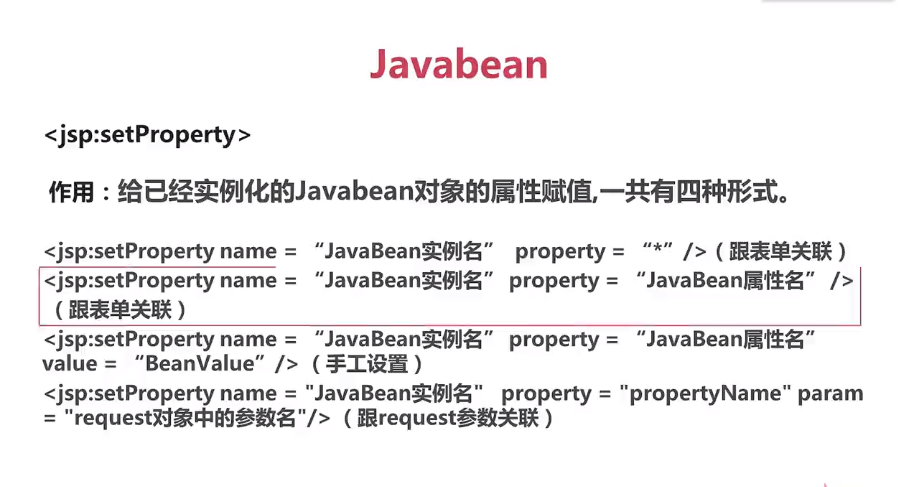 Javabean
<jsp:setProperty>
作用：给已经实例化的Javabean对象的属性赋值,一共有四种形式。
<jsp:setProperty name = “JavaBean实例名” property = “*” />（跟表单关联）
<jsp:setProperty name = “JavaBean实例名” property = “JavaBean属性名” />
（跟表单关联）
<jsp:setProperty name = “JavaBean实例名” property = “JavaBean属性名”
value = “BeanValue”/> （手工设置）
<jsp:setProperty name = "JavaBean实例名" property = "propertyName" param
= "request对象中的参数名"/> （跟request参数关联）